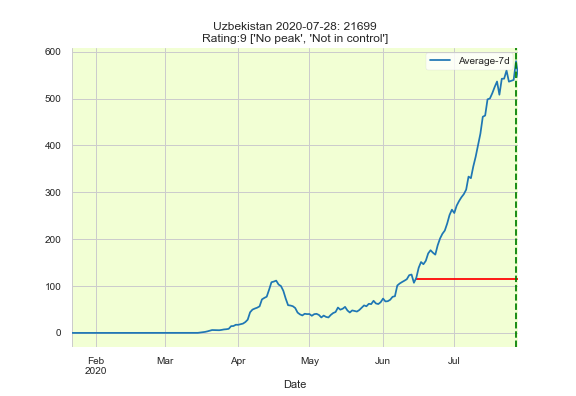 Uzbekistan 2020-07-28: 21699
Rating:9 ['No peak', 'Not in control']
Average-7d
600
500
400
300
200
100
0
Feb
2020
Mar
Apr
May
Jun
Jul
Date